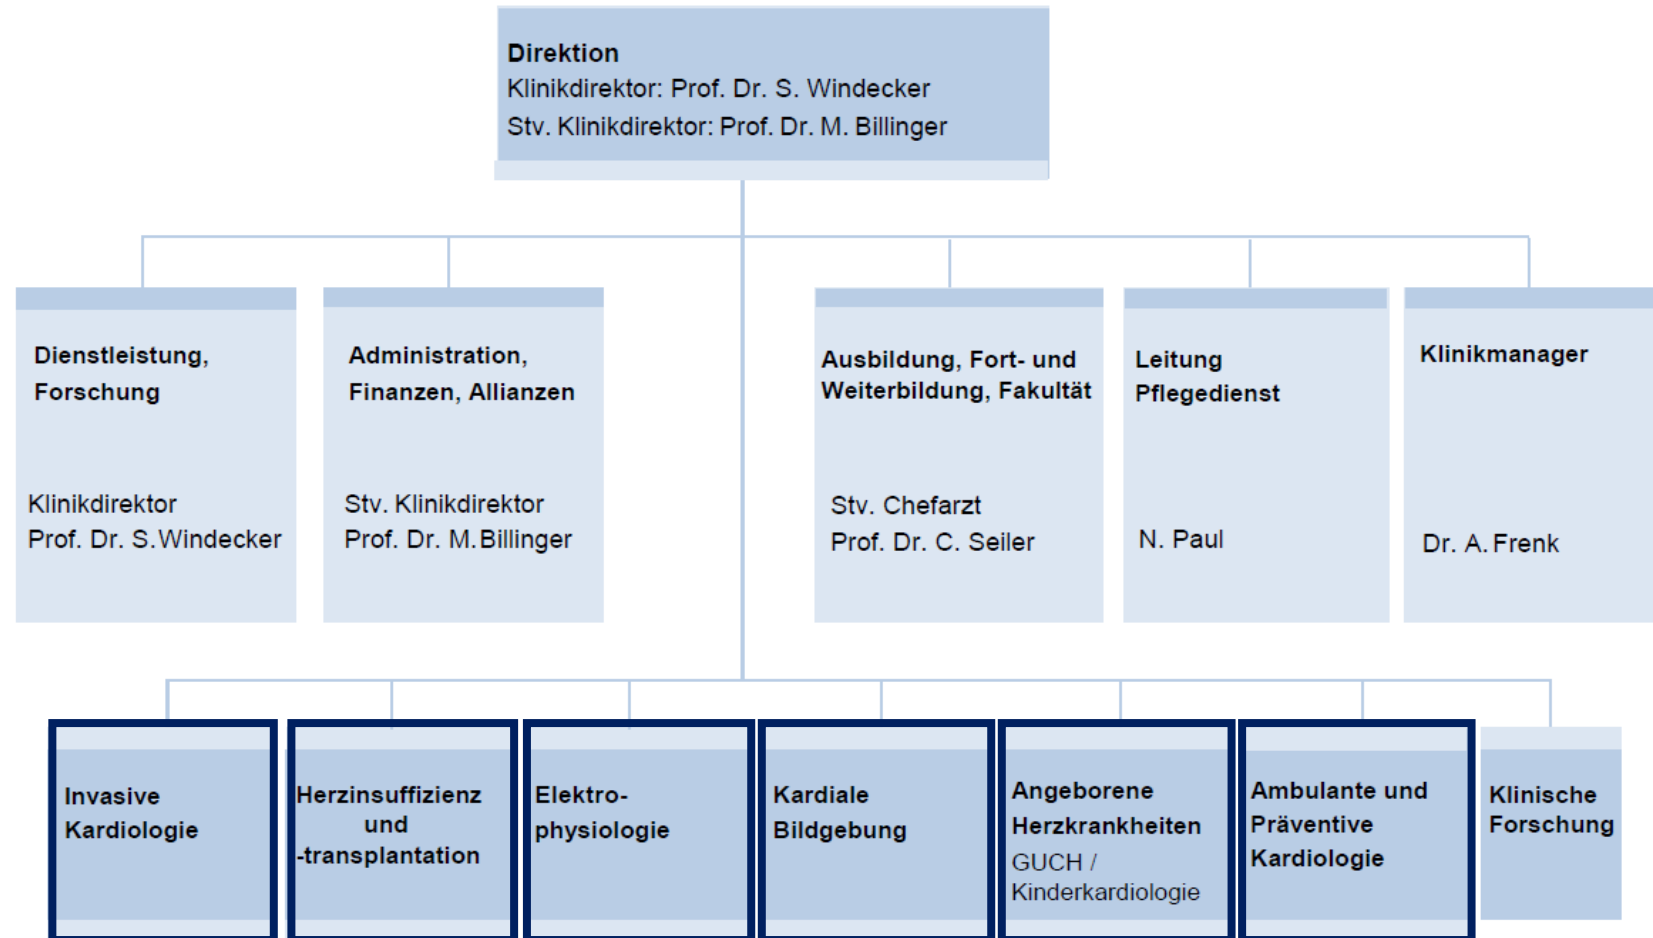 Direktion
Klinikdirektor: Prof. Dr. S. Windecker
Stv. Klinikdirektor: Prof. Dr. M. Billinger
Dienstleistung,
Forschung
Klinikdirektor
Prof. Dr. S. Windecker
Administration,
Finanzen, Allianzen
Stv. Klinikdirektor
Prof. Dr. M. Billinger
Ausbildung, Fort- und
Weiterbildung, Fakultät
Stv. Chefarzt
Prof. Dr. C. Seiler
Leitung
Pflegedienst
N. Paul
Klinikmanager
Dr. A. Frenk
Invasive
Kardiologie
Herzinsuffizienz
und
-transplantation
Elektro-
physiologie
Kardiale
Bildgebung
Angeborene
Herzkrankheiten
GUCH /
Kinderkardiologie
Ambulante und
Präventive
Kardiologie
Klinische
Forschung